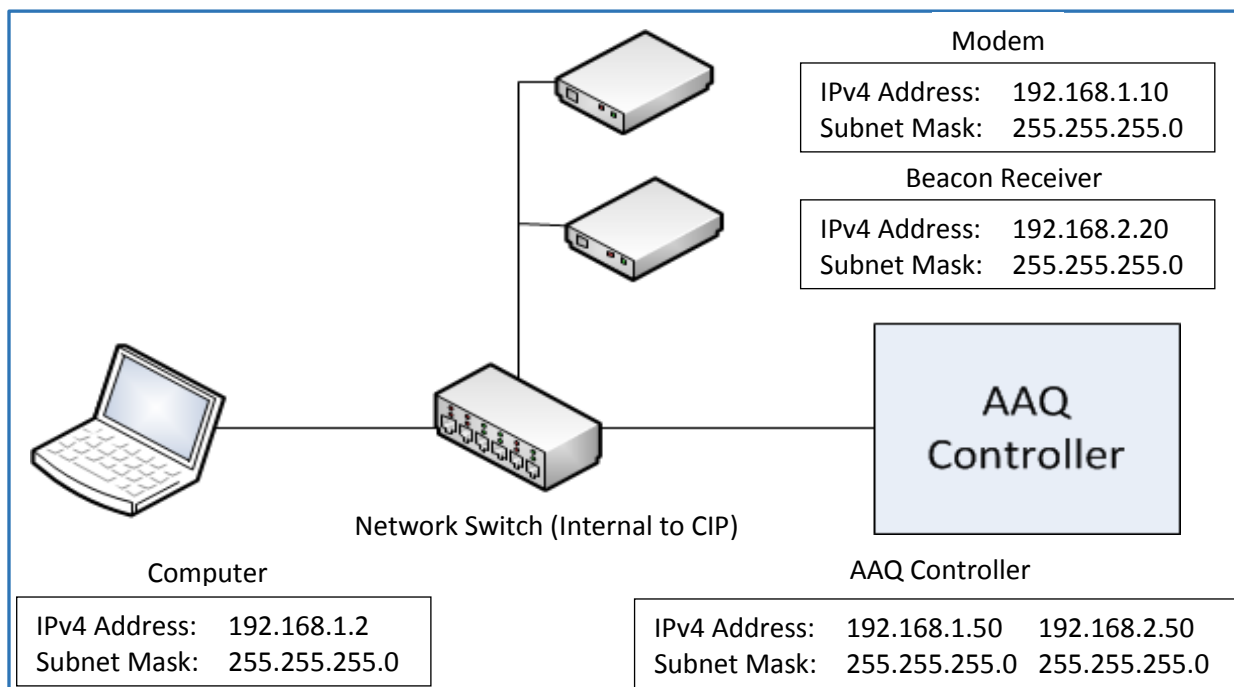 Modem
IPv4 Address: 192.168.1.10
Subnet Mask: 255.255.255.0
Beacon Receiver
IPv4 Address: 192.168.2.20
Subnet Mask: 255.255.255.0
AAQ
Controller
Network Switch (Internal to CIP)
Computer
IPv4 Address: 192.168.1.2
Subnet Mask: 255.255.255.0
AAQ Controller
IPv4 Address: 192.168.1.50 192.168.2.50
Subnet Mask: 255.255.255.0 255.255.255.0